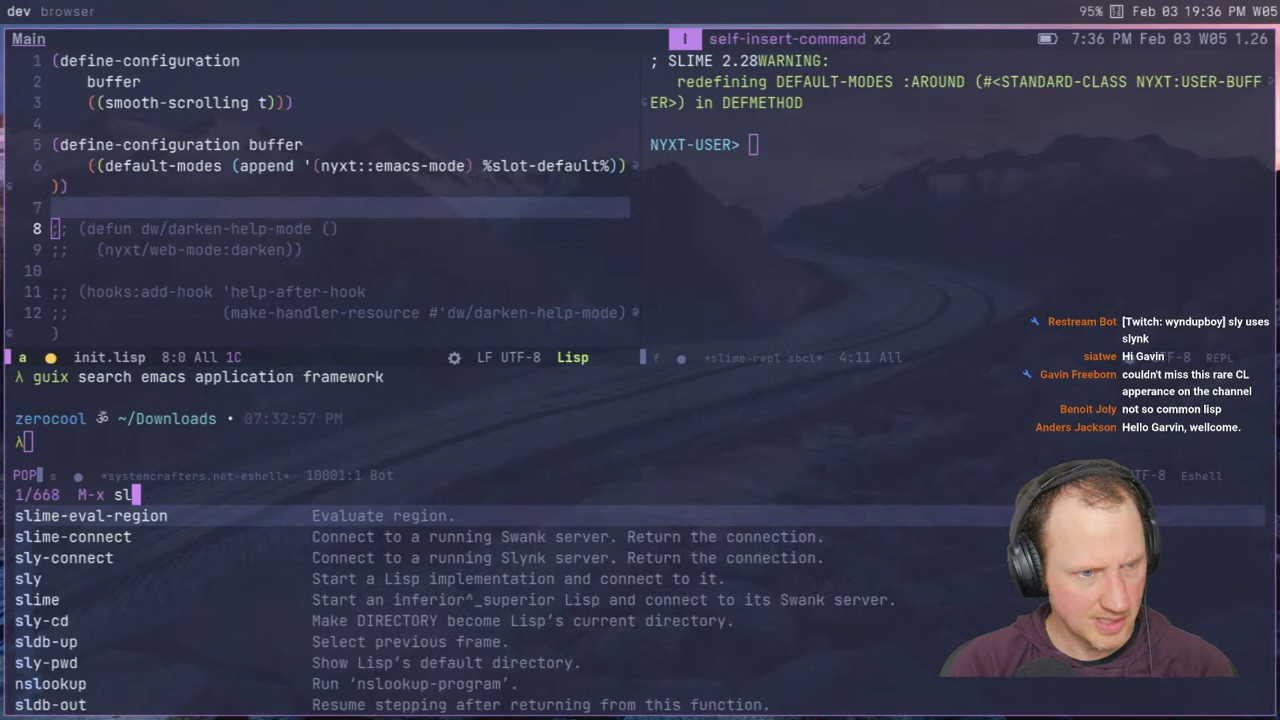 dev browser
95% Feb 03 19:36 PM W05
Main
I self-insert-command x2
7:36 PM Feb 03 W05 1.26
1 (define-configuration
2 buffer
3 ((smooth-scrolling t)))
4
5 (define-configuration buffer
6 ((default-modes (append '(nyxt::emacs-mode) %slot-default%))
))
7
8 ;; (defun dw/darken-help-mode ()
9 ;; (nyxt/web-mode:darken))
10
11 ;; (hooks:add-hook 'help-after-hook
12 ;; (make-handler-resource #'dw/darken-help-mode)
)
; SLIME 2.28WARNING:
redefining DEFAULT-MODES :AROUND (#<STANDARD-CLASS NYXT:USER-BUFF
ER>) in DEFMETHOD
NYXT-USER>
a init.lisp 8:0 All 1C LF UTF-8 Lisp
f *slime-repl sbcl* 4:11 All UTF-8 REPL
λ guix search emacs application framework
zerocool ॐ ~/Downloads • 07:32:57 PM
λ
POP s *systemcrafters.net-eshell* 10001:1 Bot UTF-8 Eshell
1/668 M-x sl
slime-eval-region Evaluate region.
slime-connect Connect to a running Swank server. Return the connection.
sly-connect Connect to a running Slynk server. Return the connection.
sly Start a Lisp implementation and connect to it.
slime Start an inferior^_superior Lisp and connect to its Swank server.
sly-cd Make DIRECTORY become Lisp's current directory.
sldb-up Select previous frame.
sly-pwd Show Lisp's default directory.
nslookup Run ‘nslookup-program’.
sldb-out Resume stepping after returning from this function.
Restream Bot [Twitch: wyndupboy] sly uses
slynk
siatwe Hi Gavin
Gavin Freeborn couldn't miss this rare CL
apperance on the channel
Benoit Joly not so common lisp
Anders Jackson Hello Garvin, wellcome.